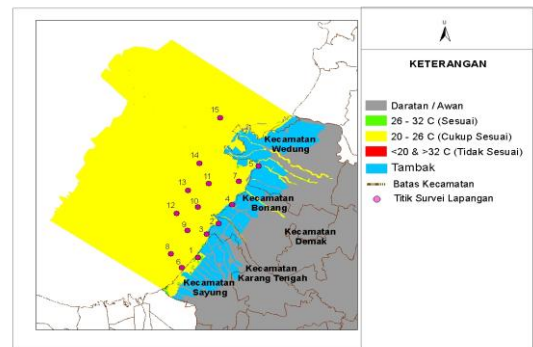 N
KETERANGAN
Daratan / Awan
26 - 32 C (Sesuai)
20 - 26 C (Cukup Sesuai)
<20 & >32 C (Tidak Sesuai)
Tambak
Batas Kecamatan
Titik Survei Lapangan
15
Kecamatan
Wedung
14
5
11
7
13
Kecamatan
Bonang
10
4
12
2
9
3
Kecamatan
Demak
8
1
6
Kecamatan
Karang Tengah
Kecamatan
Sayung